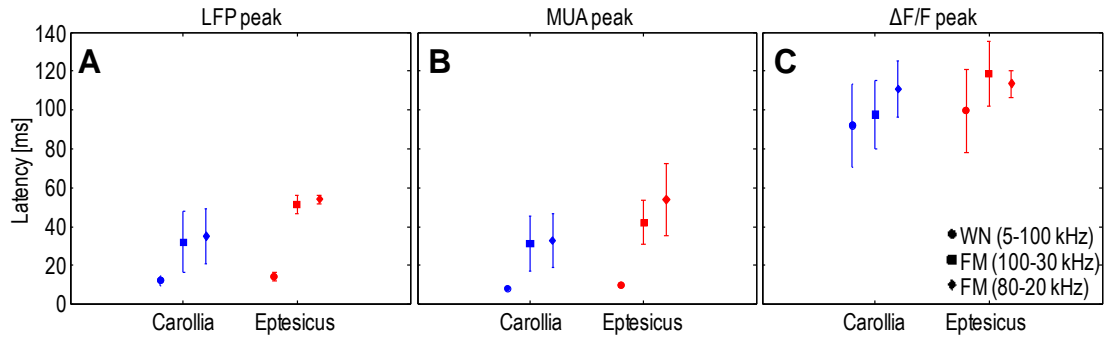 LFP peak MUA peak ΔF/F peak
A B C
Latency [ms]
140
120
100
80
60
40
20
0
WN (5-100 kHz)
FM (100-30 kHz)
FM (80-20 kHz)
Carollia Eptesicus Carollia Eptesicus Carollia Eptesicus